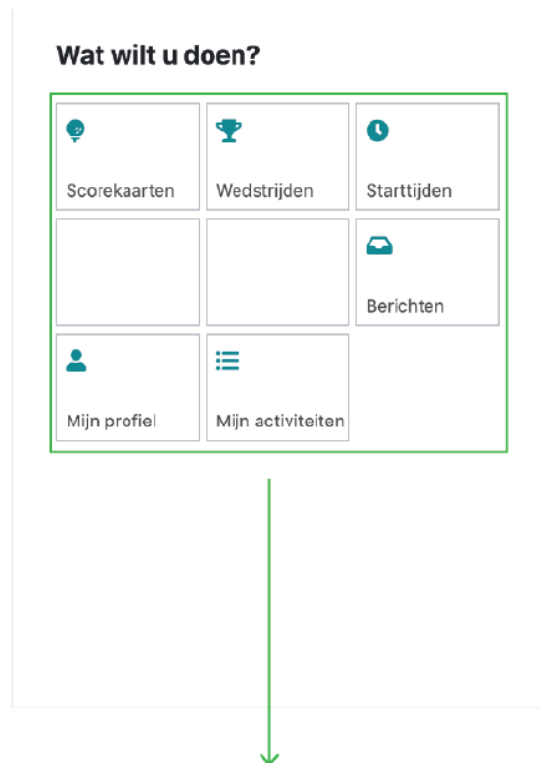 Wat wilt u doen?
Scorekaarten
Wedstrijden
Starttijden
Berichten
Mijn profiel
Mijn activiteiten